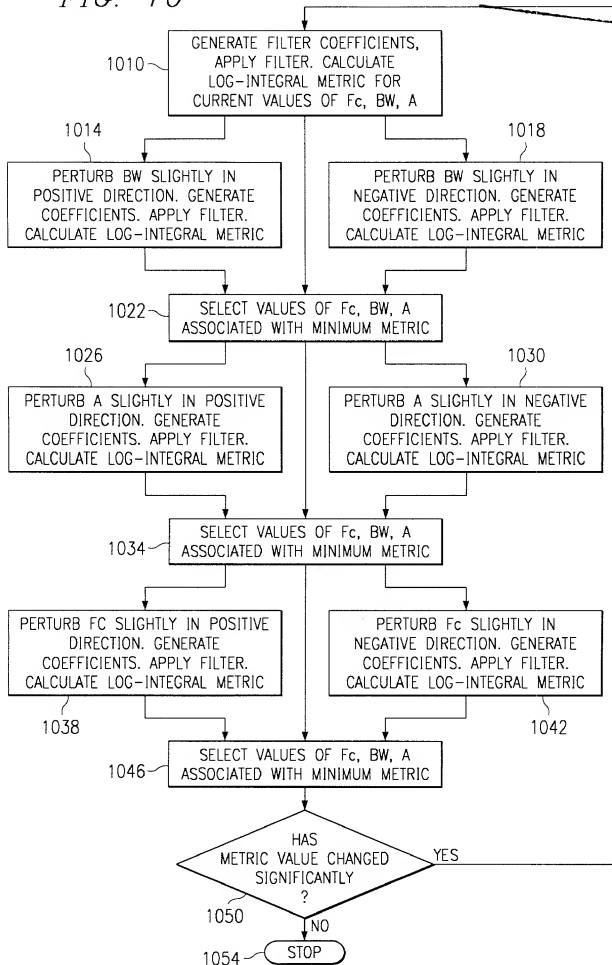 FIG. 10
GENERATE FILTER COEFFICIENTS,
APPLY FILTER. CALCULATE
LOG-INTEGRAL METRIC FOR
CURRENT VALUES OF Fc, BW, A
1010
1014
PERTURB BW SLIGHTLY IN
POSITIVE DIRECTION. GENERATE
COEFFICIENTS. APPLY FILTER.
CALCULATE LOG-INTEGRAL METRIC
1018
PERTURB BW SLIGHTLY IN
NEGATIVE DIRECTION. GENERATE
COEFFICIENTS. APPLY FILTER.
CALCULATE LOG-INTEGRAL METRIC
1022
SELECT VALUES OF Fc, BW, A
ASSOCIATED WITH MINIMUM METRIC
1026
PERTURB A SLIGHTLY IN POSITIVE
DIRECTION. GENERATE
COEFFICIENTS. APPLY FILTER.
CALCULATE LOG-INTEGRAL METRIC
1030
PERTURB A SLIGHTLY IN NEGATIVE
DIRECTION. GENERATE
COEFFICIENTS. APPLY FILTER.
CALCULATE LOG-INTEGRAL METRIC
1034
SELECT VALUES OF Fc, BW, A
ASSOCIATED WITH MINIMUM METRIC
PERTURB FC SLIGHTLY IN POSITIVE
DIRECTION. GENERATE
COEFFICIENTS. APPLY FILTER.
CALCULATE LOG-INTEGRAL METRIC
1038
PERTURB Fc SLIGHTLY IN
NEGATIVE DIRECTION. GENERATE
COEFFICIENTS. APPLY FILTER.
CALCULATE LOG-INTEGRAL METRIC
1042
1046
SELECT VALUES OF Fc, BW, A
ASSOCIATED WITH MINIMUM METRIC
HAS
METRIC VALUE CHANGED
SIGNIFICANTLY
?
YES
1050
NO
1054
STOP